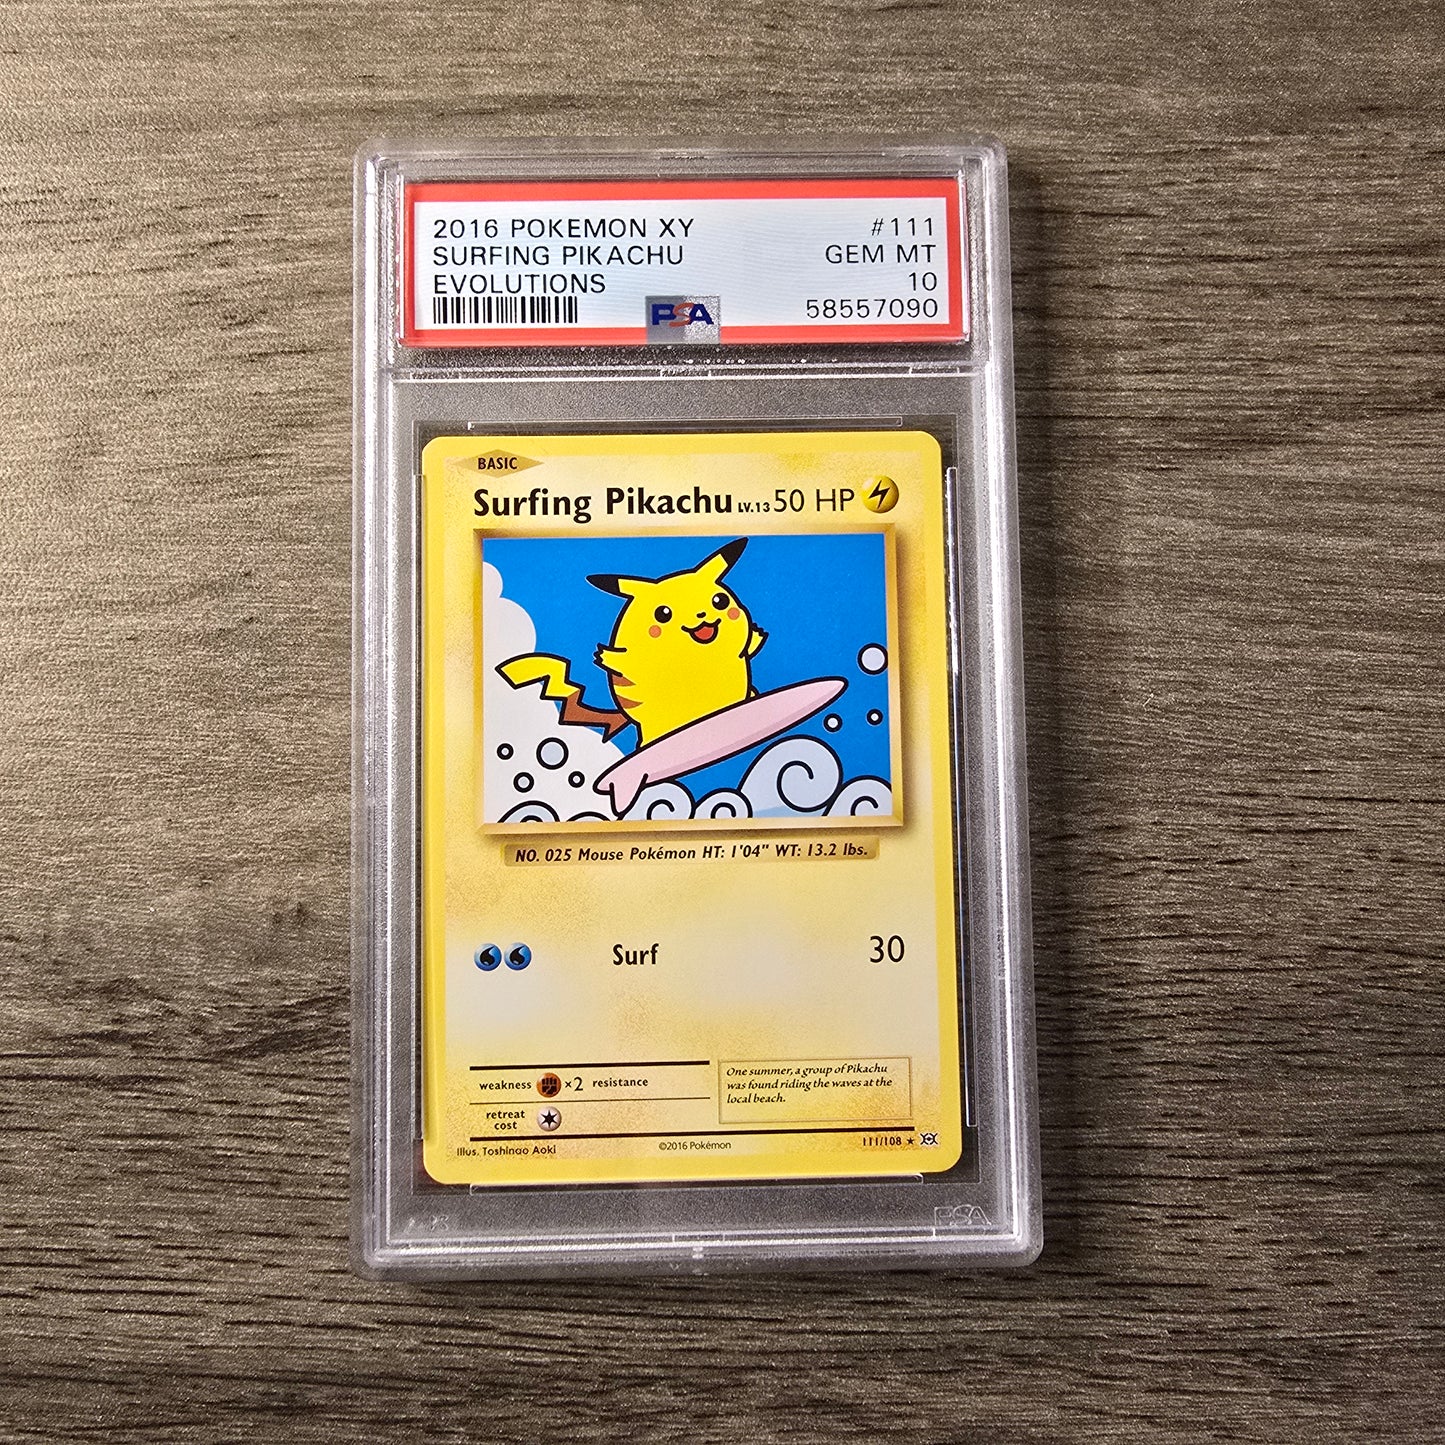 2016 POKEMON XY #111
SURFING PIKACHU GEM MT
EVOLUTIONS 10
PSA 58557090
BASIC
Surfing Pikachu LV.13 50 HP
NO. 025 Mouse Pokémon HT: 1'04" WT: 13.2 lbs.
Surf 30
weakness ×2 resistance
retreat
cost
One summer, a group of Pikachu
was found riding the waves at the
local beach.
Illus. Toshinao Aoki ©2016 Pokémon 111/108 ★
PSA